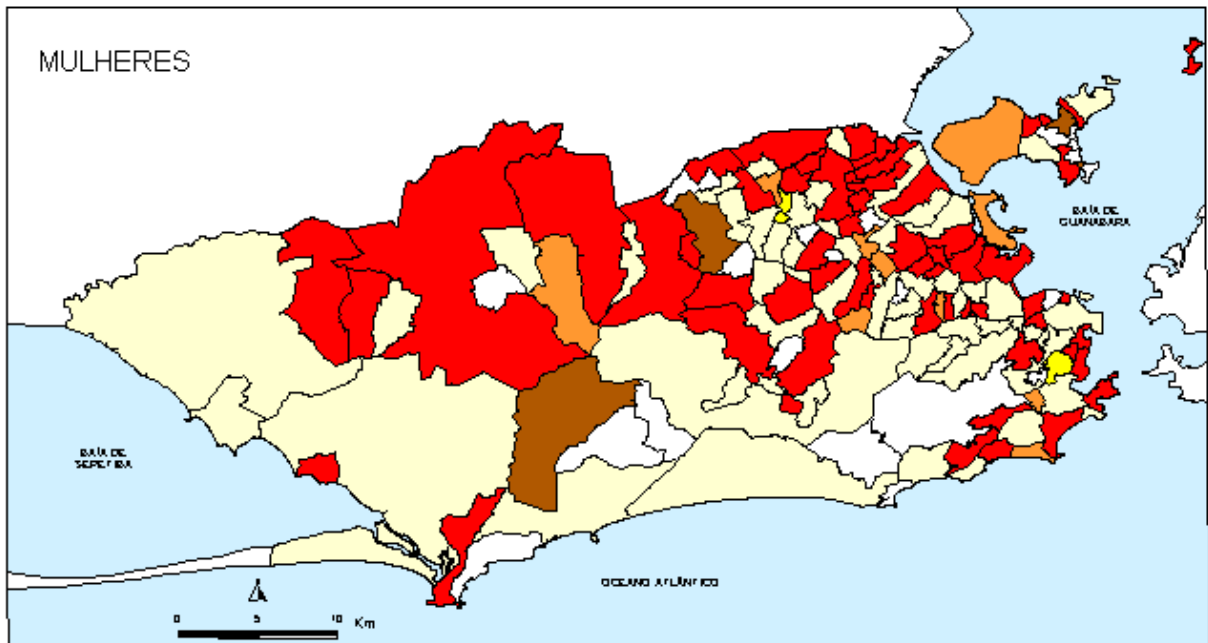 MULHERES
BAÍA DE
GUANABARA
BAÍA DE
SEPETIBA
OCEANO ATLÂNTICO
0 5 10 Km